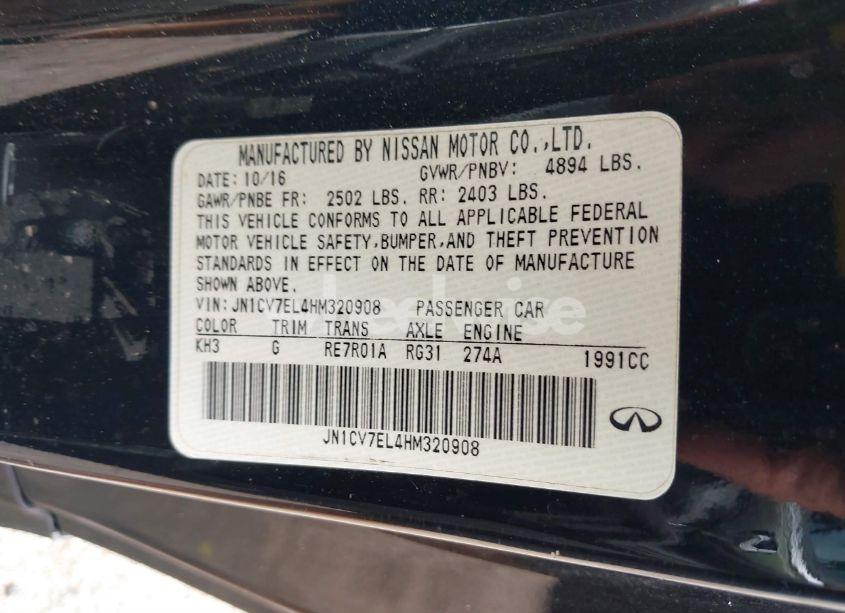 MANUFACTURED BY NISSAN MOTOR CO.,LTD.
DATE: 10/16 GVWR/PNBV: 4894 LBS.
GAWR/PNBE FR: 2502 LBS. RR: 2403 LBS.
THIS VEHICLE CONFORMS TO ALL APPLICABLE FEDERAL
MOTOR VEHICLE SAFETY,BUMPER,AND THEFT PREVENTION
STANDARDS IN EFFECT ON THE DATE OF MANUFACTURE
SHOWN ABOVE.
VIN:JN1CV7EL4HM320908 PASSENGER CAR
COLOR TRIM TRANS AXLE ENGINE
KH3 G RE7R01A RG31 274A 1991CC
JN1CV7EL4HM320908